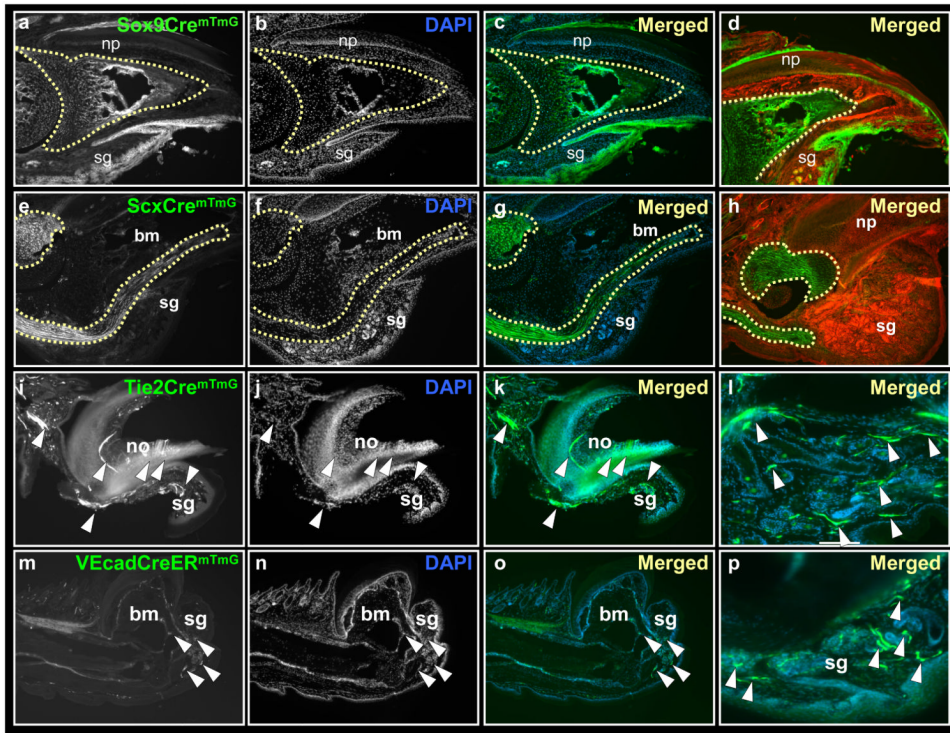 a Sox9Cre^mTmG b DAPI c Merged d Merged
np np np np
sg sg sg sg
e ScxCre^mTmG f DAPI g Merged h Merged
bm bm bm np
sg sg sg sg
i Tie2Cre^mTmG j DAPI k Merged l Merged
no no no
sg sg sg
m VEcadCreER^mTmG n DAPI o Merged p Merged
bm sg bm sg bm sg
sg